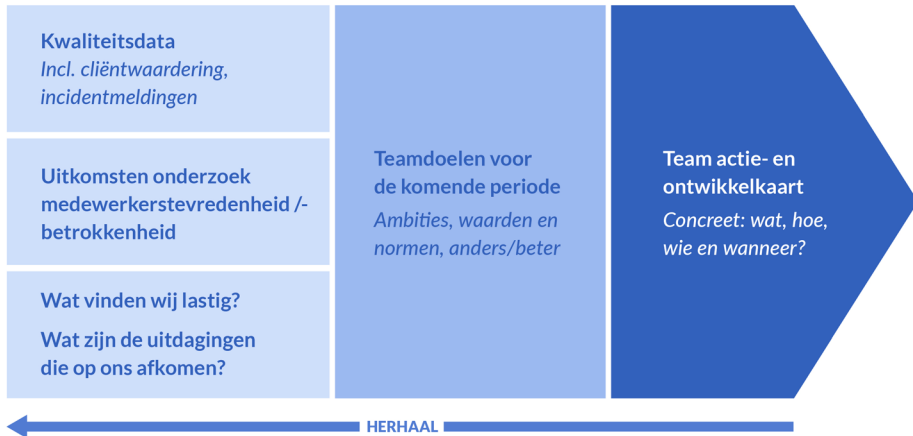 Kwaliteitsdata
Incl. cliëntwaardering,
incidentmeldingen
Uitkomsten onderzoek
medewerkerstevredenheid /-
betrokkenheid
Wat vinden wij lastig?
Wat zijn de uitdagingen
die op ons afkomen?
Teamdoelen voor
de komende periode
Ambities, waarden en
normen, anders/beter
Team actie- en
ontwikkelkaart
Concreet: wat, hoe,
wie en wanneer?
HERHAAL